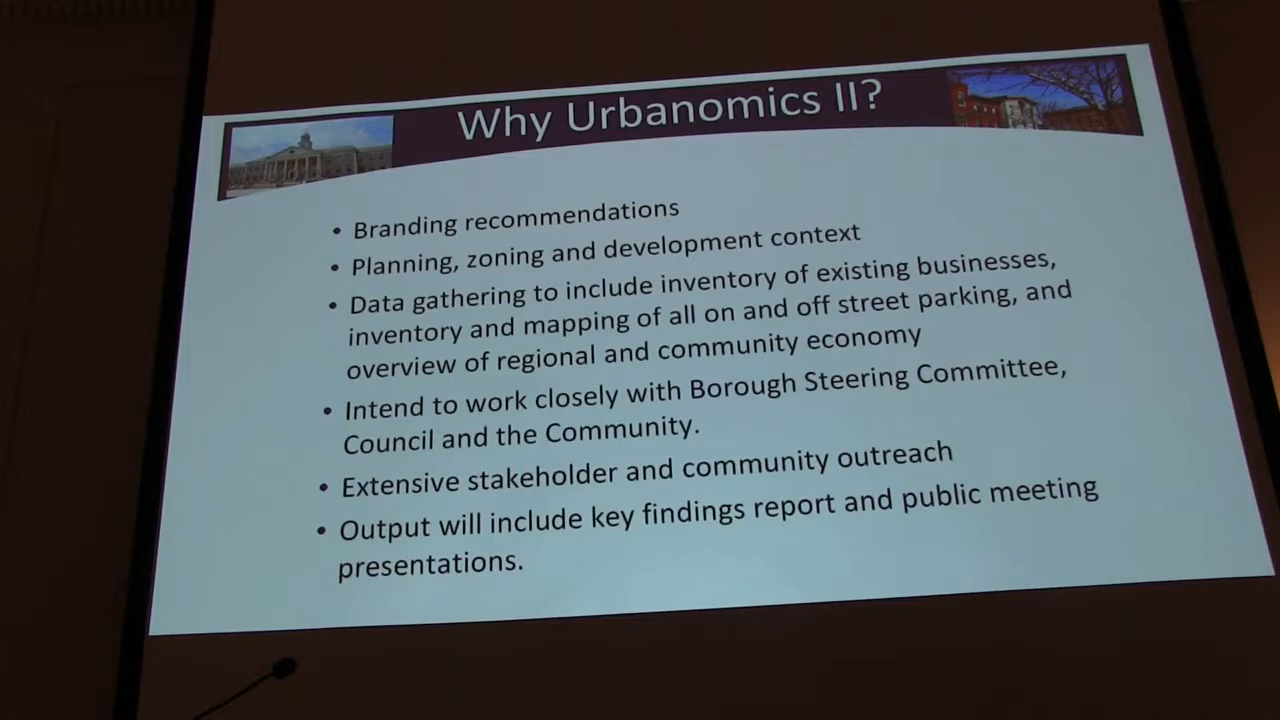 Why Urbanomics II?
• Branding recommendations
• Planning, zoning and development context
• Data gathering to include inventory of existing businesses,
inventory and mapping of all on and off street parking, and
overview of regional and community economy
• Intend to work closely with Borough Steering Committee,
Council and the Community.
• Extensive stakeholder and community outreach
• Output will include key findings report and public meeting
presentations.